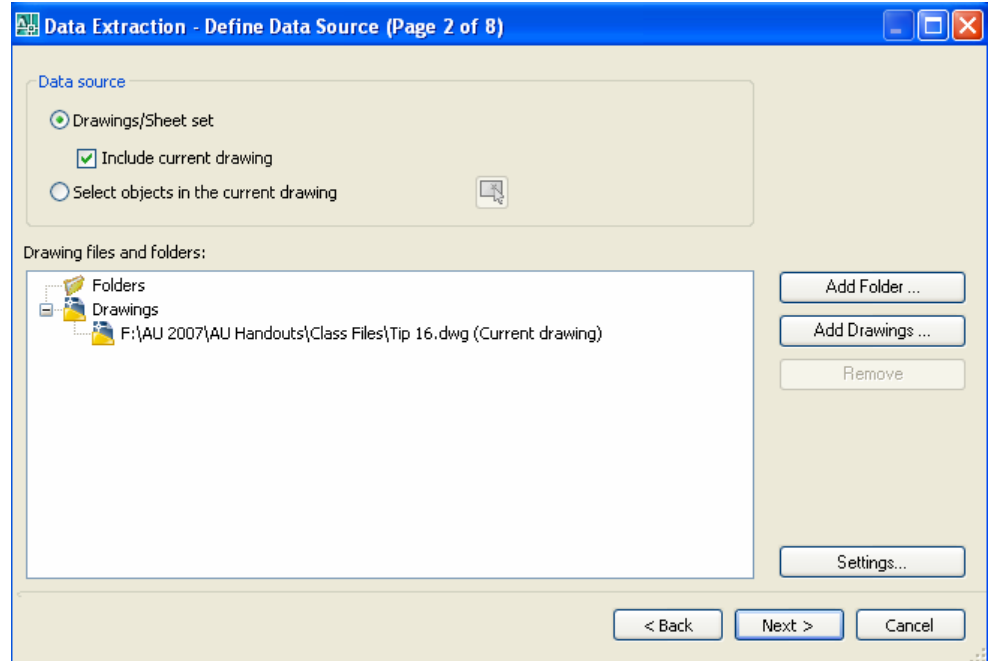 Data Extraction - Define Data Source (Page 2 of 8)
Data source
Drawings/Sheet set
Include current drawing
Select objects in the current drawing
Drawing files and folders:
Folders
Drawings
F:\AU 2007\AU Handouts\Class Files\Tip 16.dwg (Current drawing)
Add Folder ...
Add Drawings ...
Remove
Settings...
< Back Next > Cancel